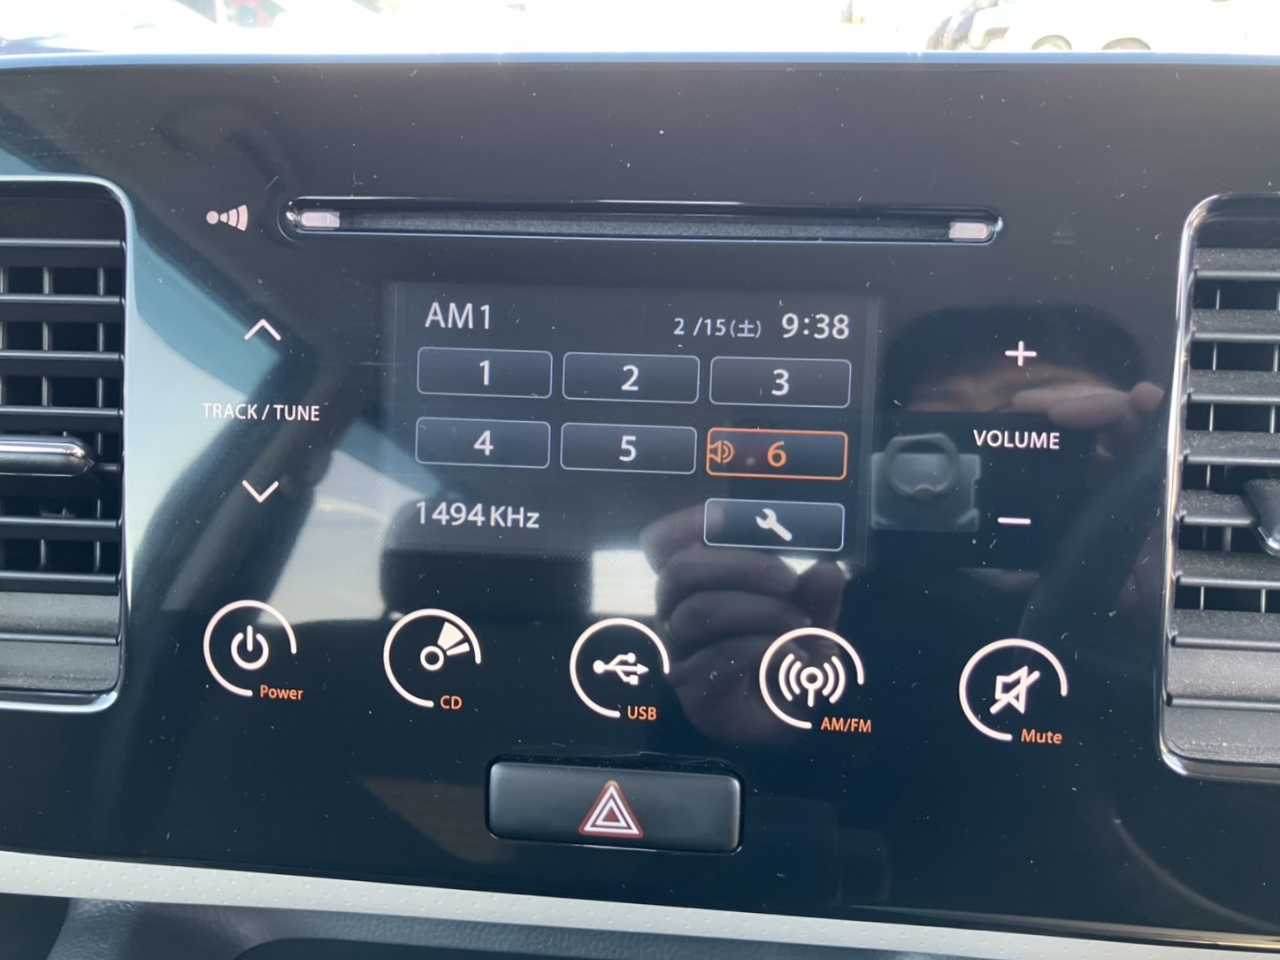 AM1
2/15(土) 9:38
1
2
3
TRACK / TUNE
4
5
6
VOLUME
1494KHz
Power
CD
USB
AM/FM
Mute